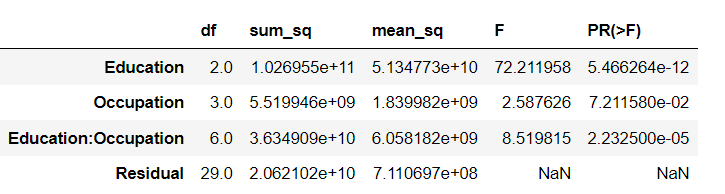 df sum_sq mean_sq F PR(>F)
Education 2.0 1.026955e+11 5.134773e+10 72.211958 5.466264e-12
Occupation 3.0 5.519946e+09 1.839982e+09 2.587626 7.211580e-02
Education:Occupation 6.0 3.634909e+10 6.058182e+09 8.519815 2.232500e-05
Residual 29.0 2.062102e+10 7.110697e+08 NaN NaN